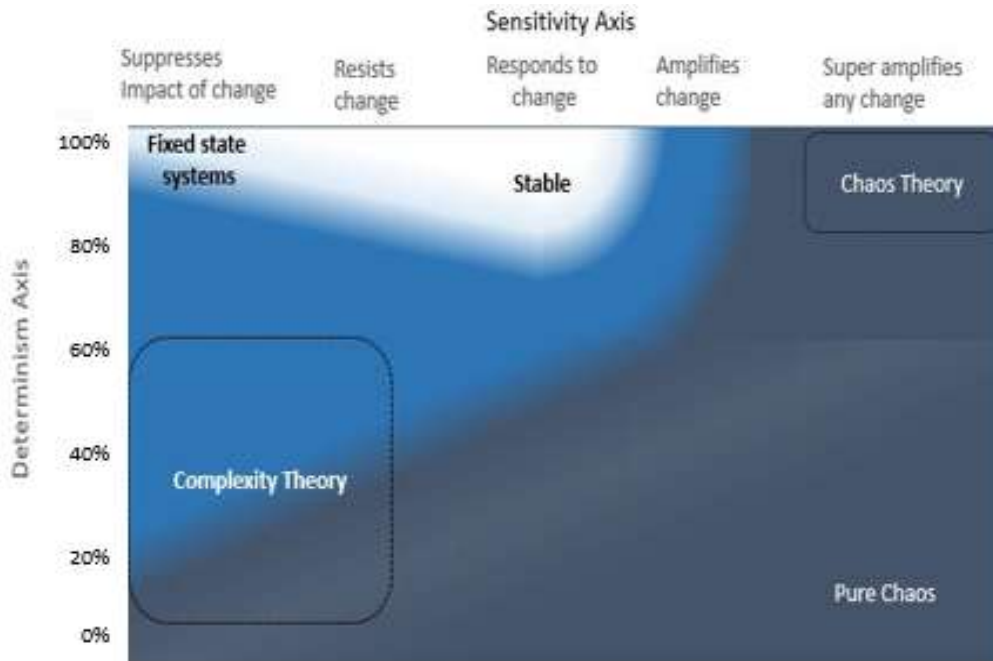 Sensitivity Axis
Suppresses
Impact of change
Resists
change
Responds to
change
Amplifies
change
Super amplifies
any change
Determinism Axis
100%
80%
60%
40%
20%
0%
Fixed state
systems
Stable
Chaos Theory
Complexity Theory
Pure Chaos